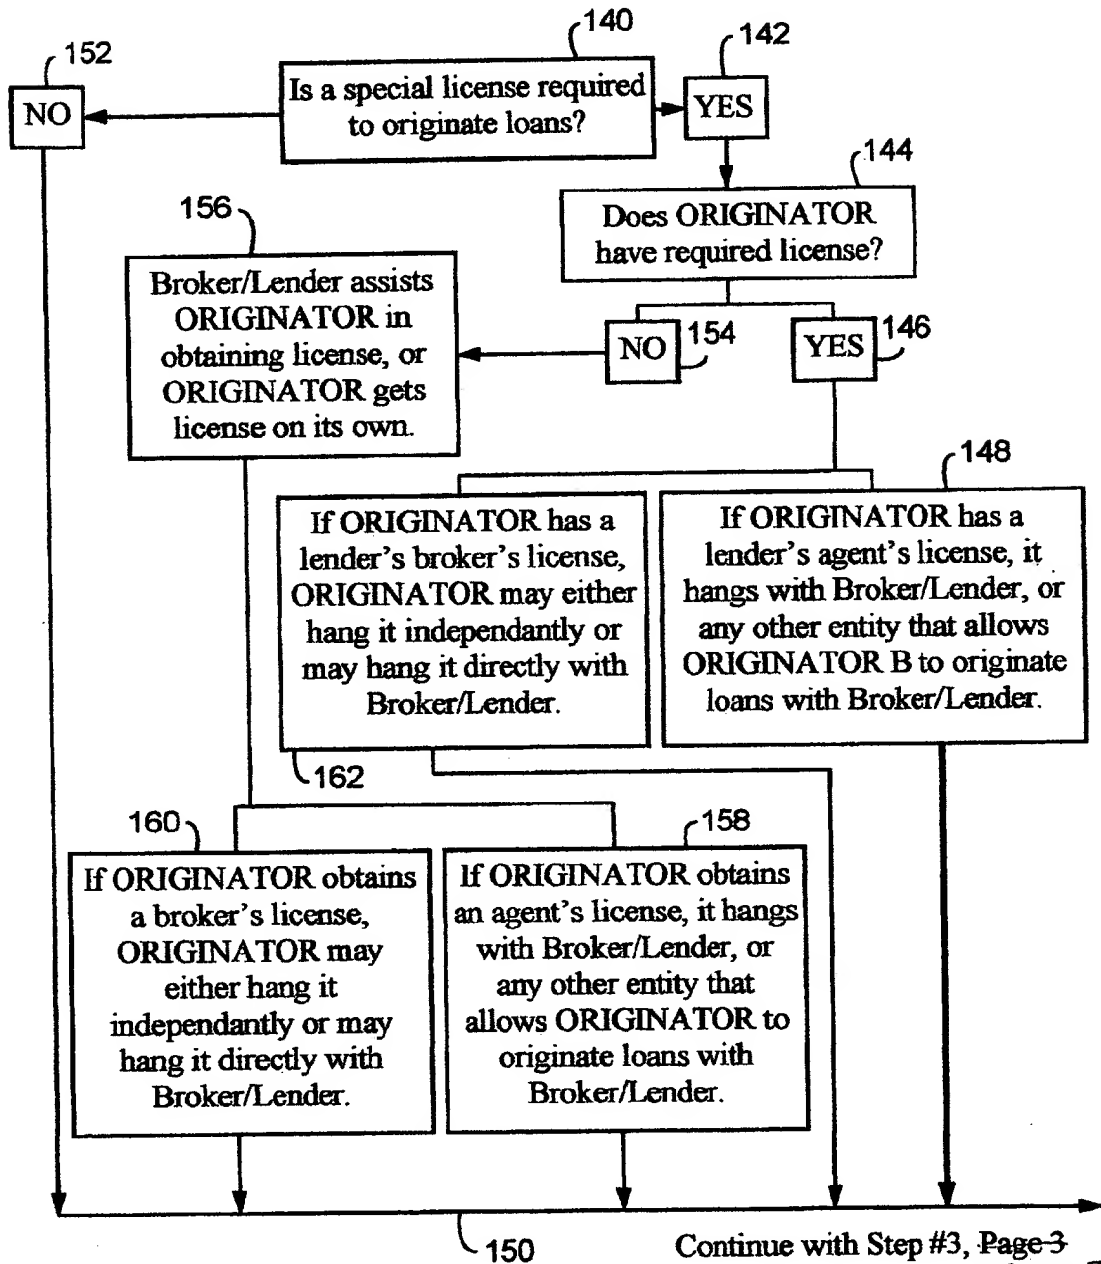 140
142
152
Is a special license required
to originate loans?
NO
YES
144
Does ORIGINATOR
have required license?
156
Broker/Lender assists
ORIGINATOR in
obtaining license, or
ORIGINATOR gets
license on its own.
NO
154
YES
146
148
If ORIGINATOR has a
lender's broker's license,
ORIGINATOR may either
hang it independantly or
may hang it directly with
Broker/Lender.
162
If ORIGINATOR has a
lender's agent's license, it
hangs with Broker/Lender, or
any other entity that allows
ORIGINATOR B to originate
loans with Broker/Lender.
160
If ORIGINATOR obtains
a broker's license,
ORIGINATOR may
either hang it
independantly or may
hang it directly with
Broker/Lender.
158
If ORIGINATOR obtains
an agent's license, it hangs
with Broker/Lender, or
any other entity that
allows ORIGINATOR to
originate loans with
Broker/Lender.
150
Continue with Step #3, Page 3